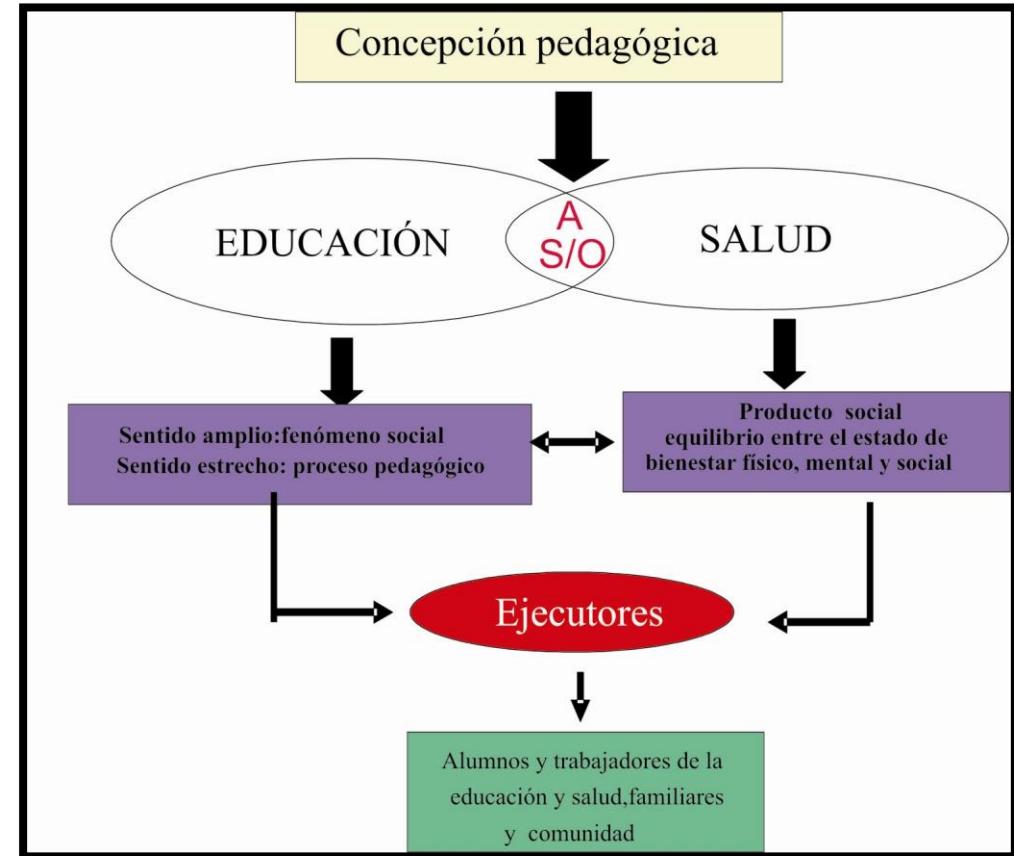 Concepción pedagógica
EDUCACIÓN
A
S/O
SALUD
Sentido amplio:fenómeno social
Sentido estrecho: proceso pedagógico
Producto social
equilibrio entre el estado de
bienestar físico, mental y social
Ejecutores
Alumnos y trabajadores de la
educación y salud,familiares
y comunidad